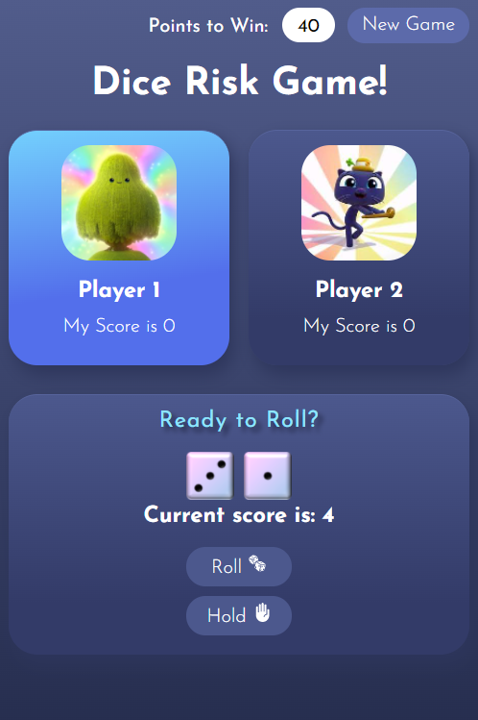 Points to Win: 40 New Game
Dice Risk Game!
Player 1
My Score is 0
Player 2
My Score is 0
Ready to Roll?
Current score is: 4
Roll
Hold